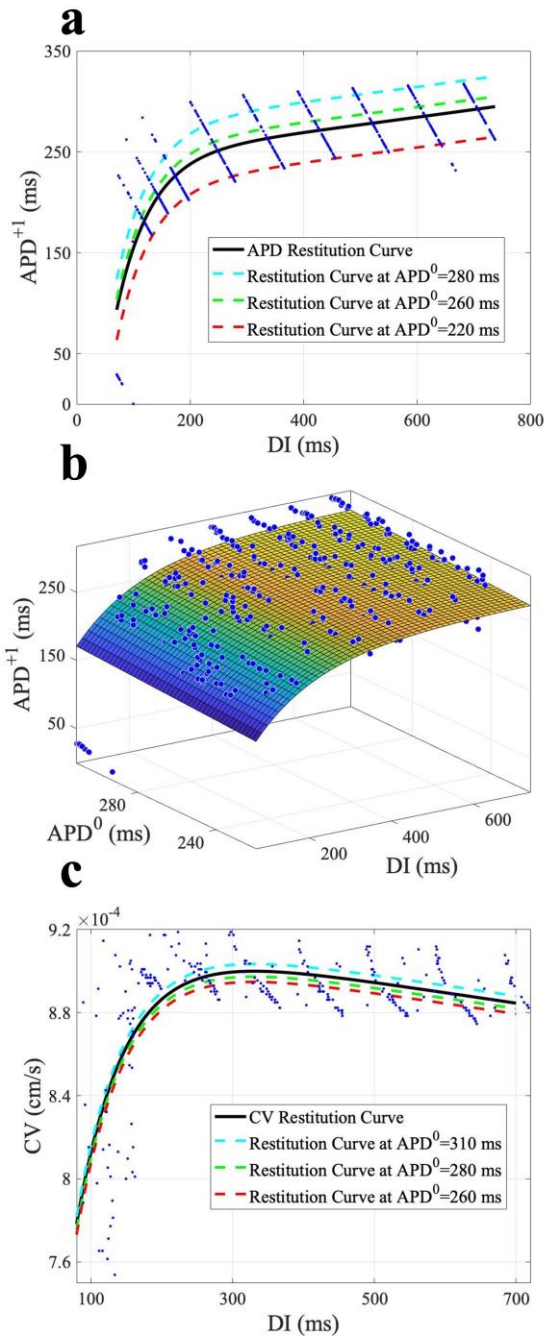 a
350
250
150
50
0
APD⁺¹ (ms)
APD Restitution Curve
Restitution Curve at APD⁰=280 ms
Restitution Curve at APD⁰=260 ms
Restitution Curve at APD⁰=220 ms
0 200 400 600 800
DI (ms)
b
250
150
50
APD⁺¹ (ms)
280
240
APD⁰ (ms)
200 400 600
DI (ms)
c
×10⁻⁴
9.2
8.8
8.4
8
7.6
CV (cm/s)
CV Restitution Curve
Restitution Curve at APD⁰=310 ms
Restitution Curve at APD⁰=280 ms
Restitution Curve at APD⁰=260 ms
100 300 500 700
DI (ms)